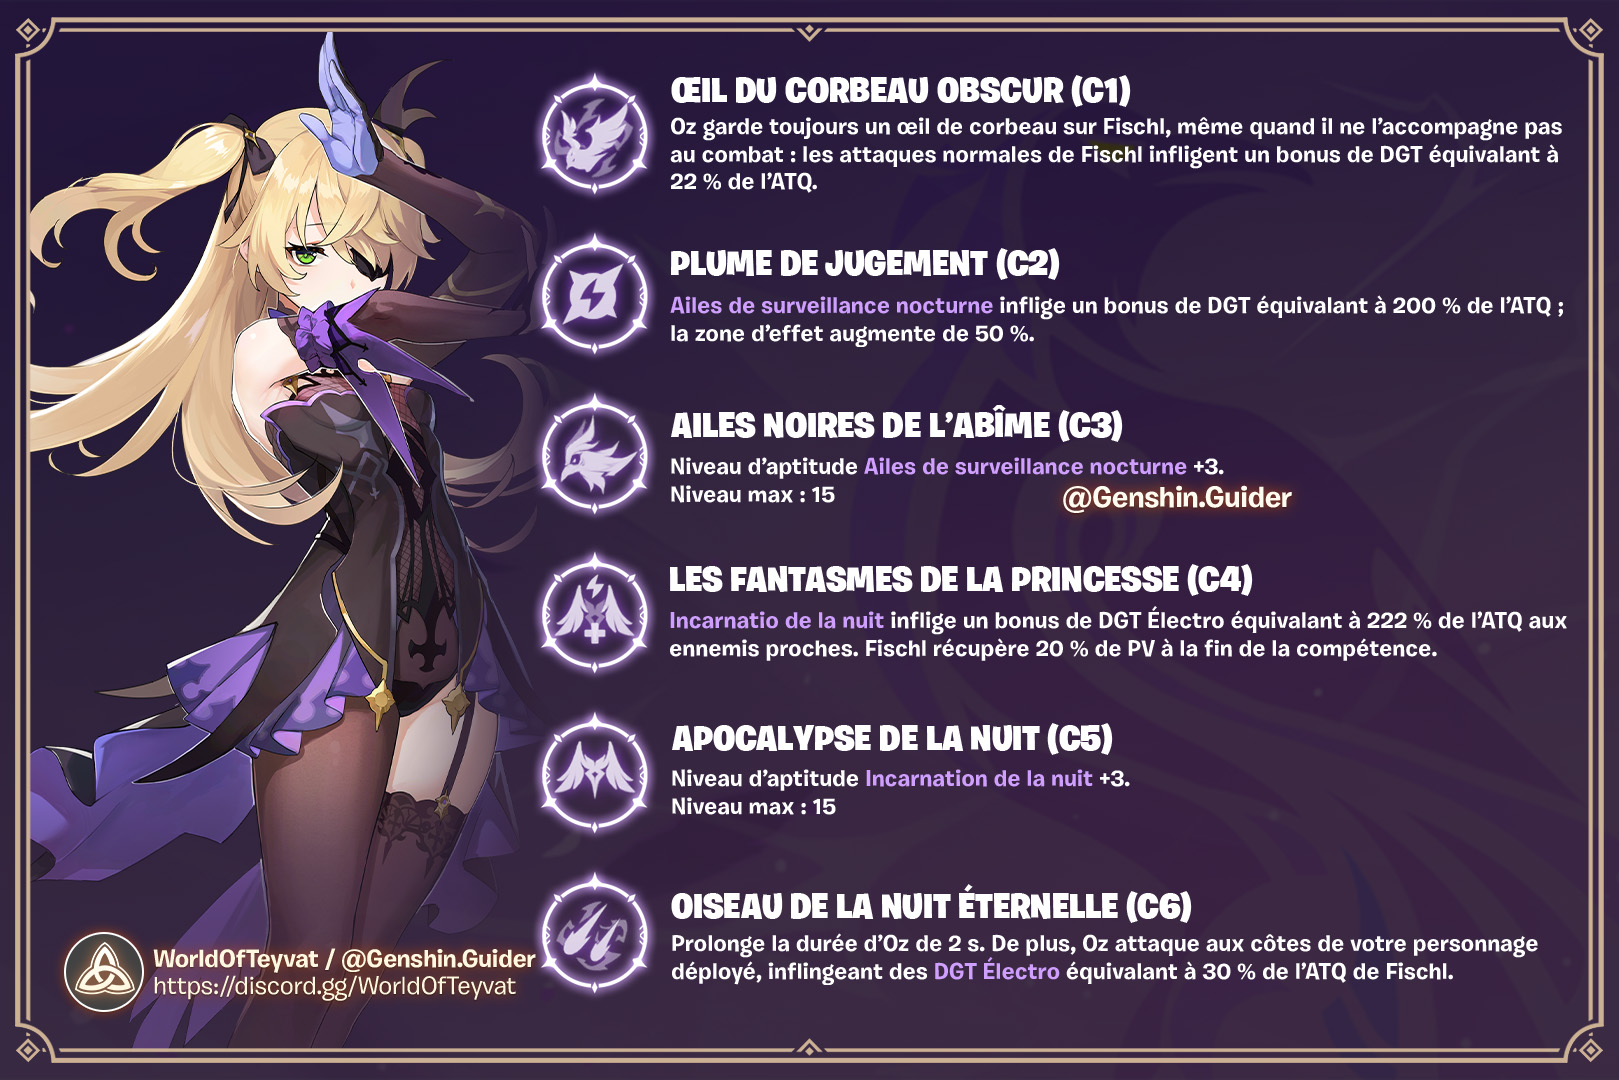 ŒIL DU CORBEAU OBSCUR (C1)
Oz garde toujours un œil de corbeau sur Fischl, même quand il ne l'accompagne pas
au combat : les attaques normales de Fischl infligent un bonus de DGT équivalant à
22 % de l'ATQ.
PLUME DE JUGEMENT (C2)
Ailes de surveillance nocturne inflige un bonus de DGT équivalant à 200 % de l'ATQ ;
la zone d'effet augmente de 50 %.
AILES NOIRES DE L'ABÎME (C3)
Niveau d'aptitude Ailes de surveillance nocturne +3.
Niveau max : 15
@Genshin.Guider
LES FANTASMES DE LA PRINCESSE (C4)
Incarnatio de la nuit inflige un bonus de DGT Électro équivalant à 222 % de l'ATQ aux
ennemis proches. Fischl récupère 20 % de PV à la fin de la compétence.
APOCALYPSE DE LA NUIT (C5)
Niveau d'aptitude Incarnation de la nuit +3.
Niveau max : 15
OISEAU DE LA NUIT ÉTERNELLE (C6)
Prolonge la durée d'Oz de 2 s. De plus, Oz attaque aux côtes de votre personnage
déployé, inflingeant des DGT Électro équivalant à 30 % de l'ATQ de Fischl.
WorldOfTeyvat / @Genshin.Guider
https://discord.gg/WorldOfTeyvat